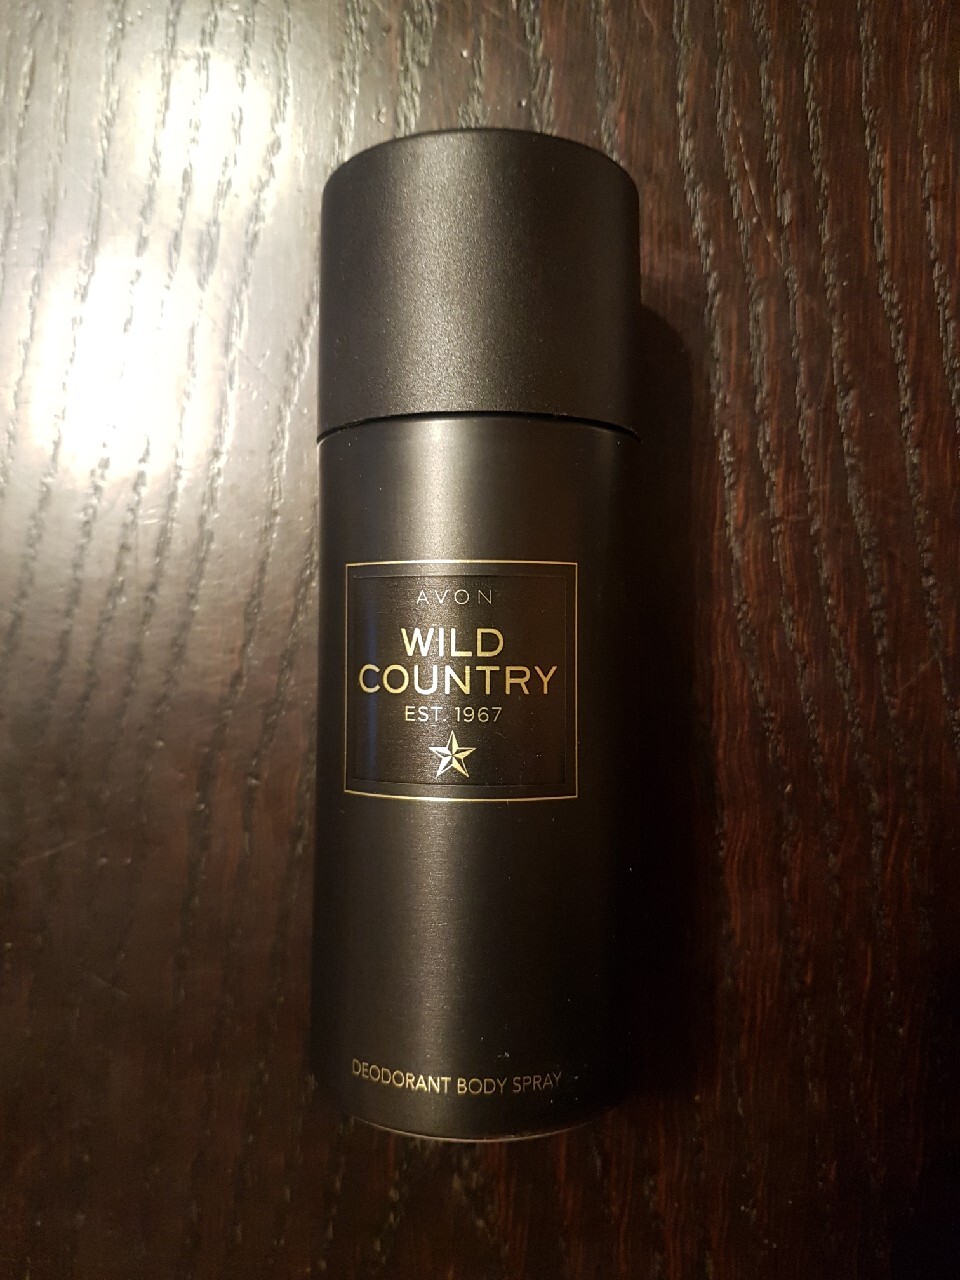 AVON
WILD
COUNTRY
EST. 1967
DEODORANT BODY SPRAY